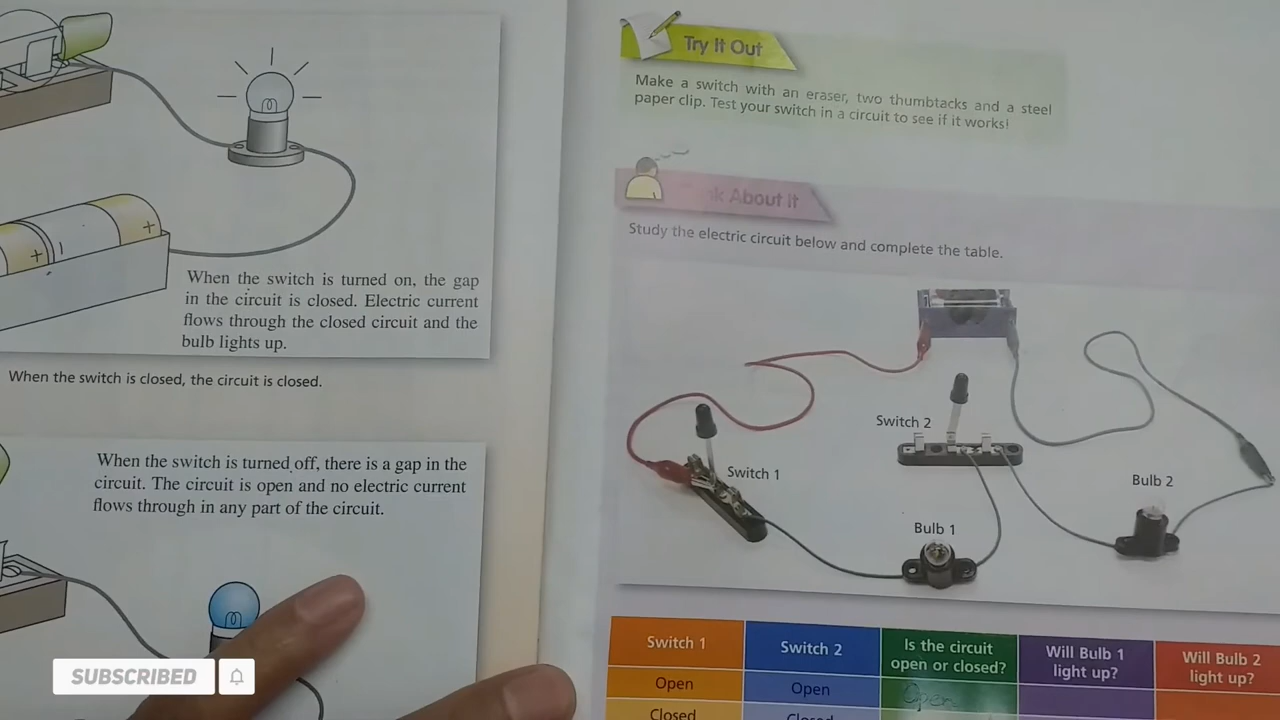 When the switch is turned on, the gap
in the circuit is closed. Electric current
flows through the closed circuit and the
bulb lights up.
When the switch is closed, the circuit is closed.
When the switch is turned off, there is a gap in the
circuit. The circuit is open and no electric current
flows through in any part of the circuit.
SUBSCRIBED
Try It Out
Make a switch with an eraser, two thumbtacks and a steel
paper clip. Test your switch in a circuit to see if it works!
About It
Study the electric circuit below and complete the table.
Switch 2
Switch 1
Bulb 2
Bulb 1
Switch 1
Switch 2
Is the circuit
open or closed?
Will Bulb 1
light up?
Will Bulb 2
light up?
Open
Open
Open
Closed
Closed